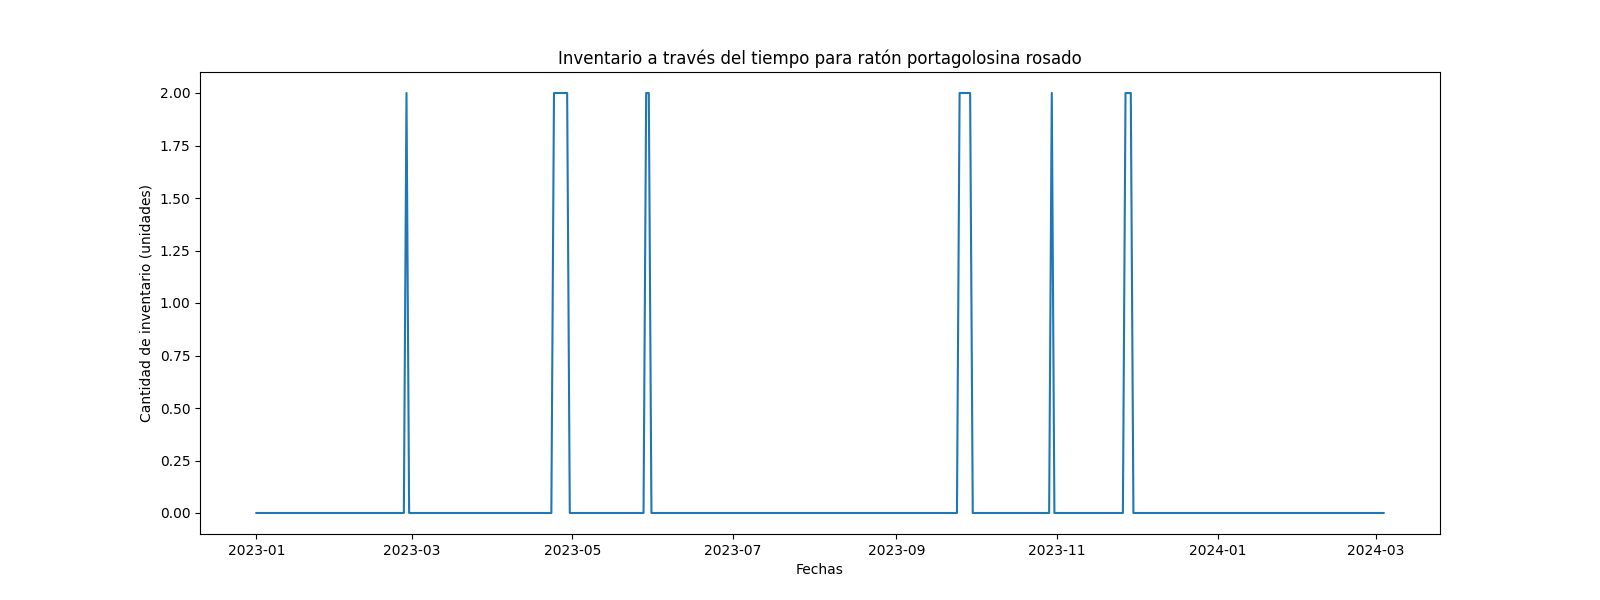 Inventario a través del tiempo para ratón portagolosina rosado
Cantidad de inventario (unidades)
2.00
1.75
1.50
1.25
1.00
0.75
0.50
0.25
0.00
2023-01 2023-03 2023-05 2023-07 2023-09 2023-11 2024-01 2024-03
Fechas